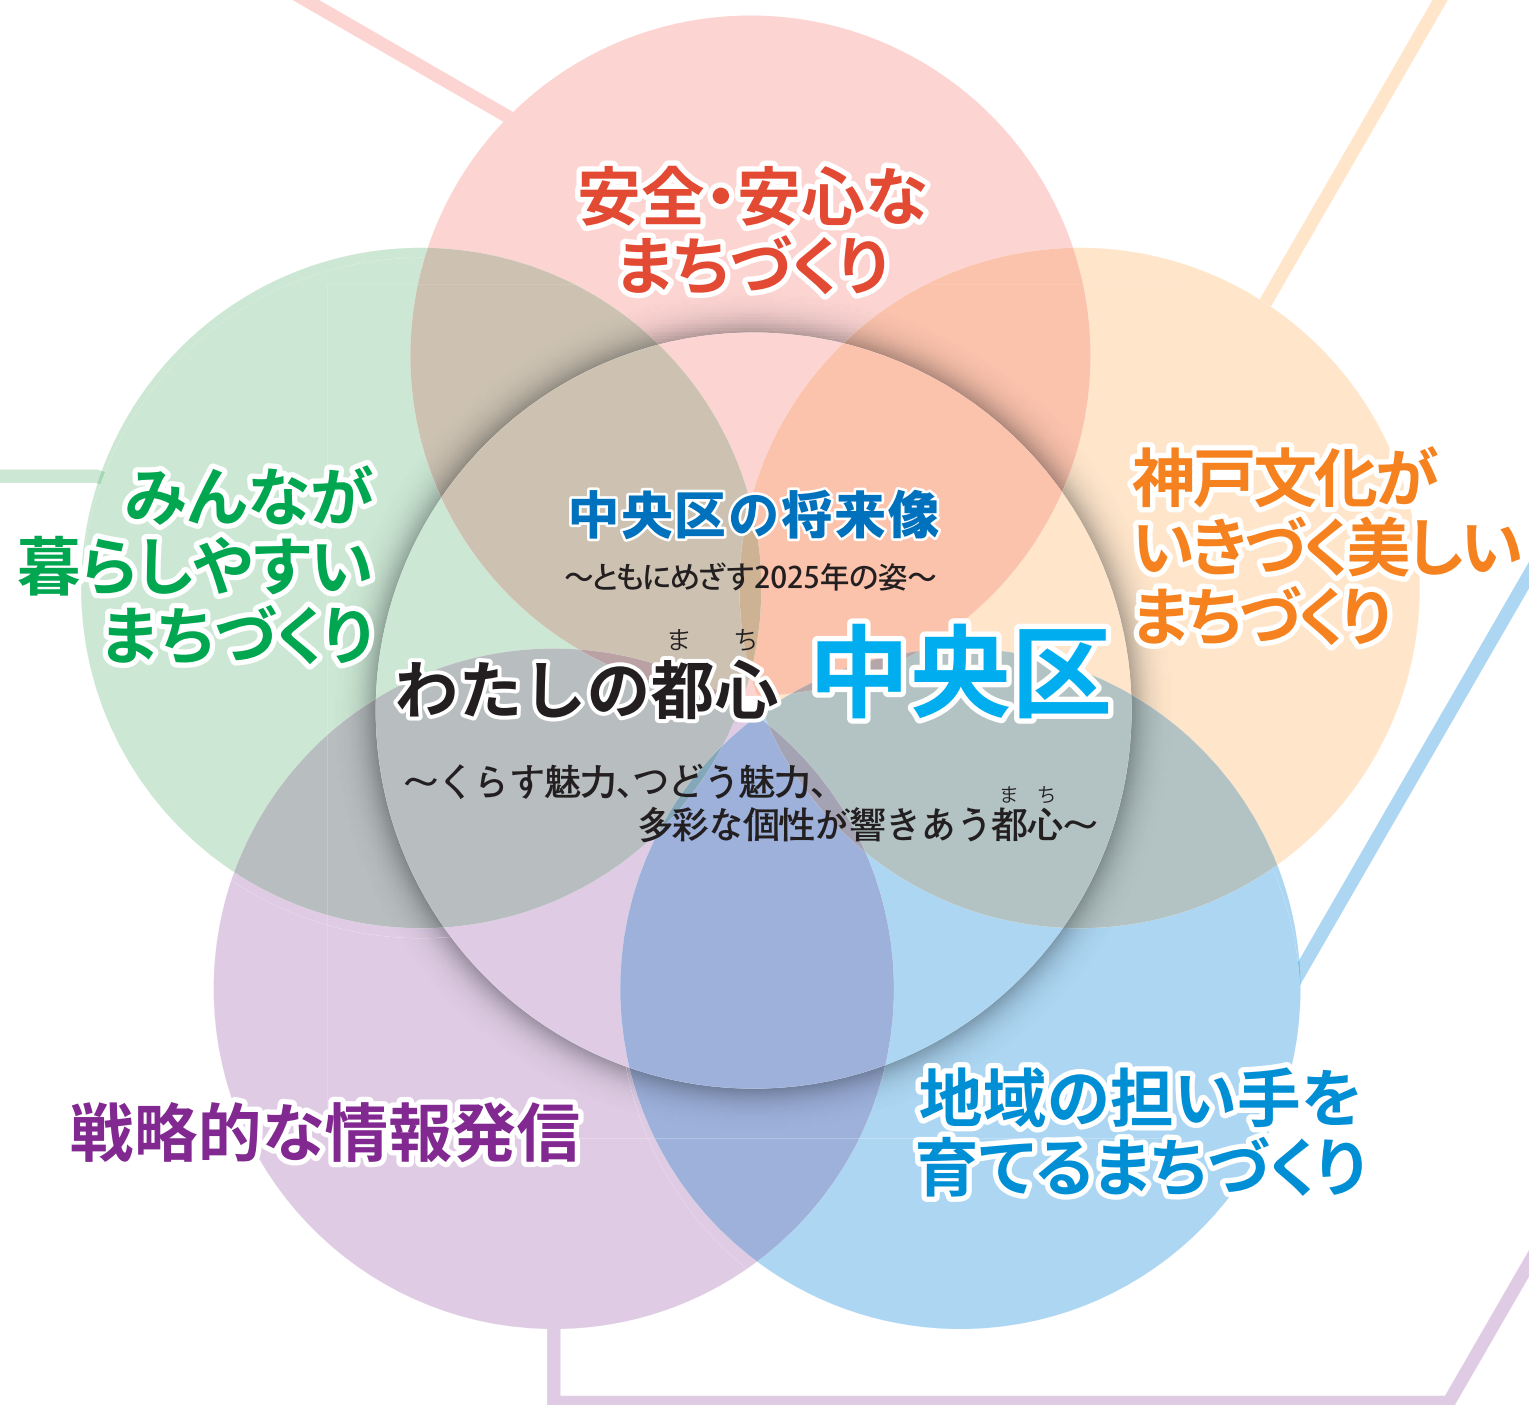 安全・安心な
まちづくり
みんなが
暮らしやすい
まちづくり
神戸文化が
いきづく美しい
まちづくり
中央区の将来像
～ともにめざす2025年の姿～
まち
わたしの都心 中央区
～くらす魅力、つどう魅力、
まち
多彩な個性が響きあう都心～
戦略的な情報発信
地域の担い手を
育てるまちづくり